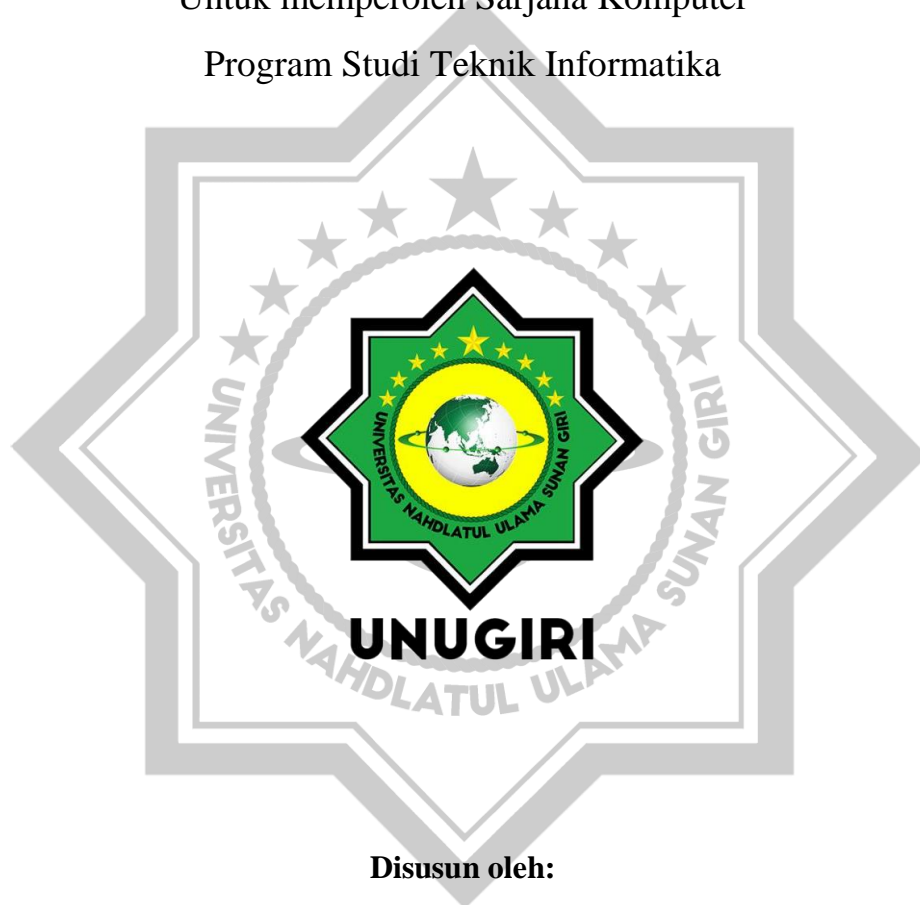 Untuk memperoleh Sarjana Komputer
Program Studi Teknik Informatika
UNIVERSITAS NAHDLATUL ULAMA SUNAN GIRI
UNIVERSITAS NAHDLATUL ULAMA SUNAN GIRI
UNUGIRI
Disusun oleh: